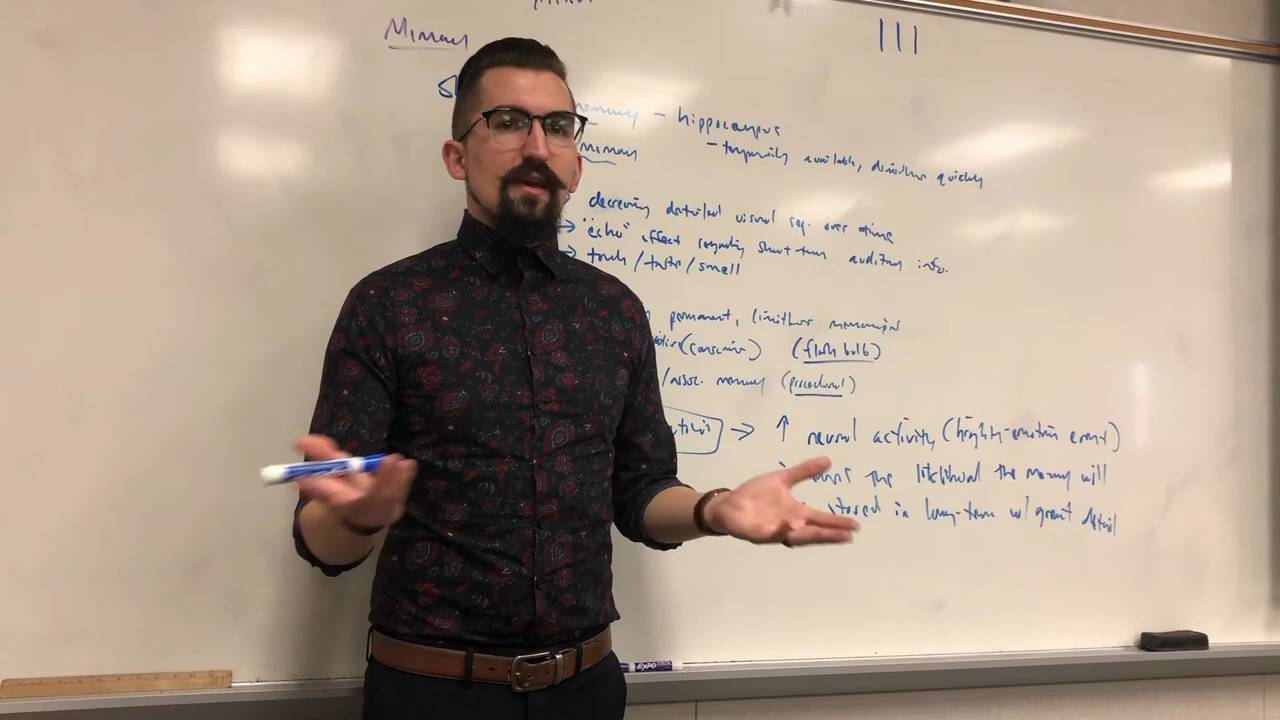 Memory
III
memory - hippocampus
memory
- temporarily available, diminishes quickly
decreasing detailed visual seq. over time
→ "echo" effect regarding short-term auditory info.
→ touch/taste/smell
permanent, limitless memories
(conscious) (flash bulb)
/assoc. memory (procedural)
→ ↑ neural activity (highly-emotion event)
the likelihood the memory will
stored in long-term w/ great detail
EXPO